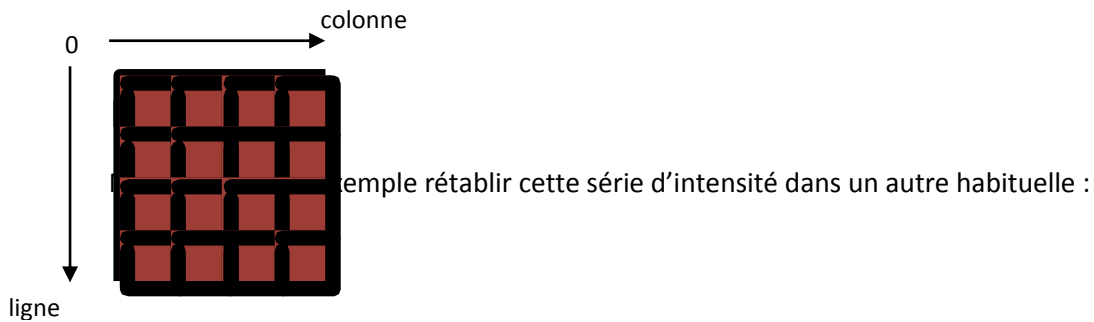 colonne
0
emple rétablir cette série d’intensité dans un autre habituelle :
ligne